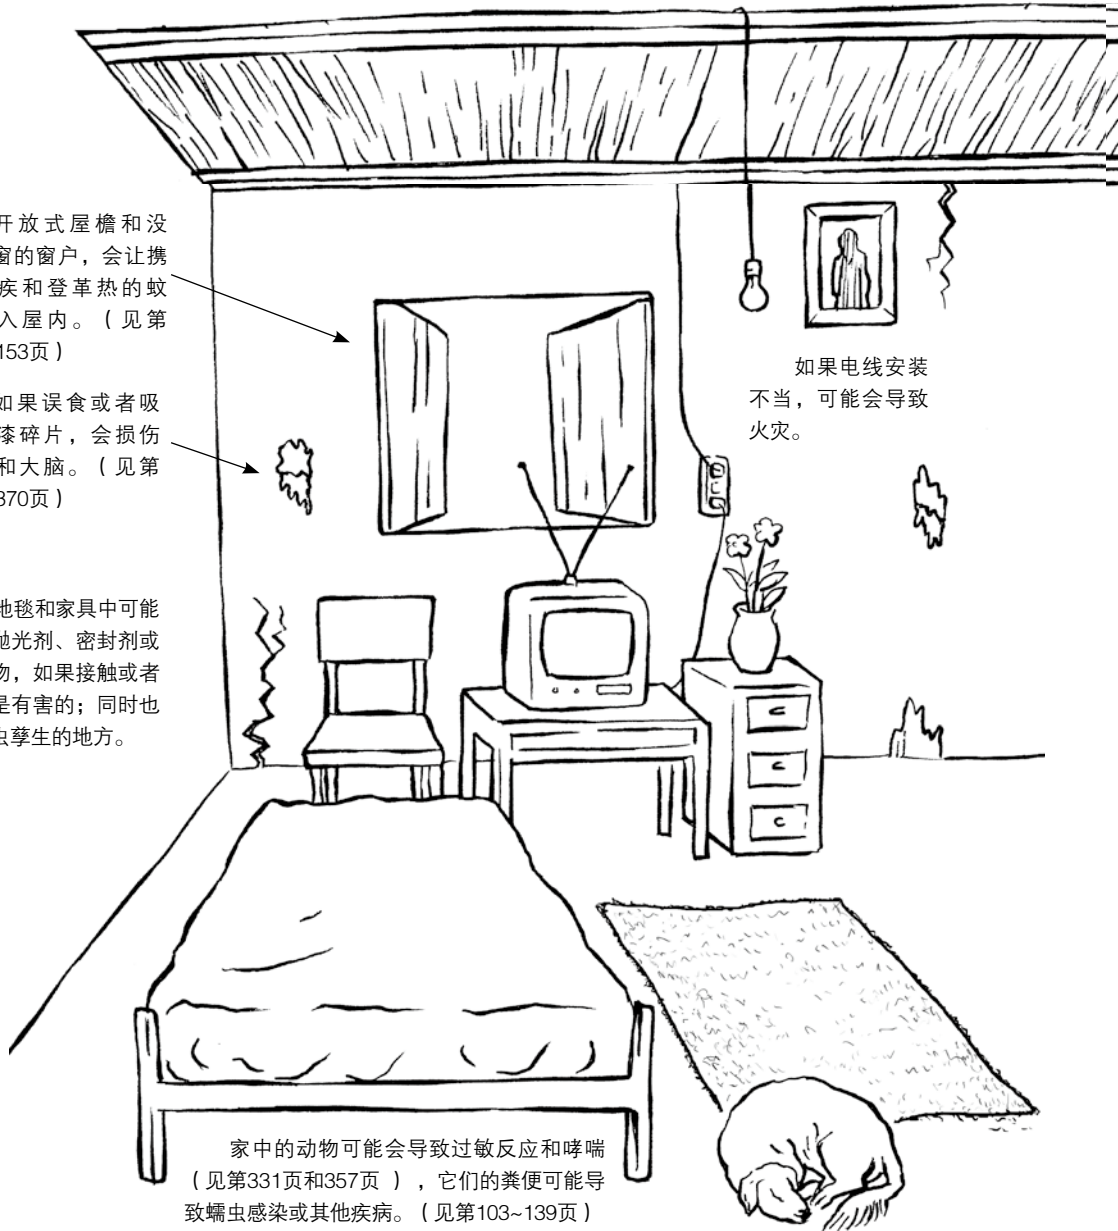 开放式屋檐和没
窗的窗户，会让携
疾和登革热的蚊
入屋内。（见第
153页）
如果误食或者吸
漆碎片，会损伤
和大脑。（见第
370页）
地毯和家具中可能
抛光剂、密封剂或
物，如果接触或者
是有害的；同时也
虫孳生的地方。
如果电线安装
不当，可能会导致
火灾。
家中的动物可能会导致过敏反应和哮喘
（见第331页和357页 ），它们的粪便可能导
致蠕虫感染或其他疾病。（见第103~139页）